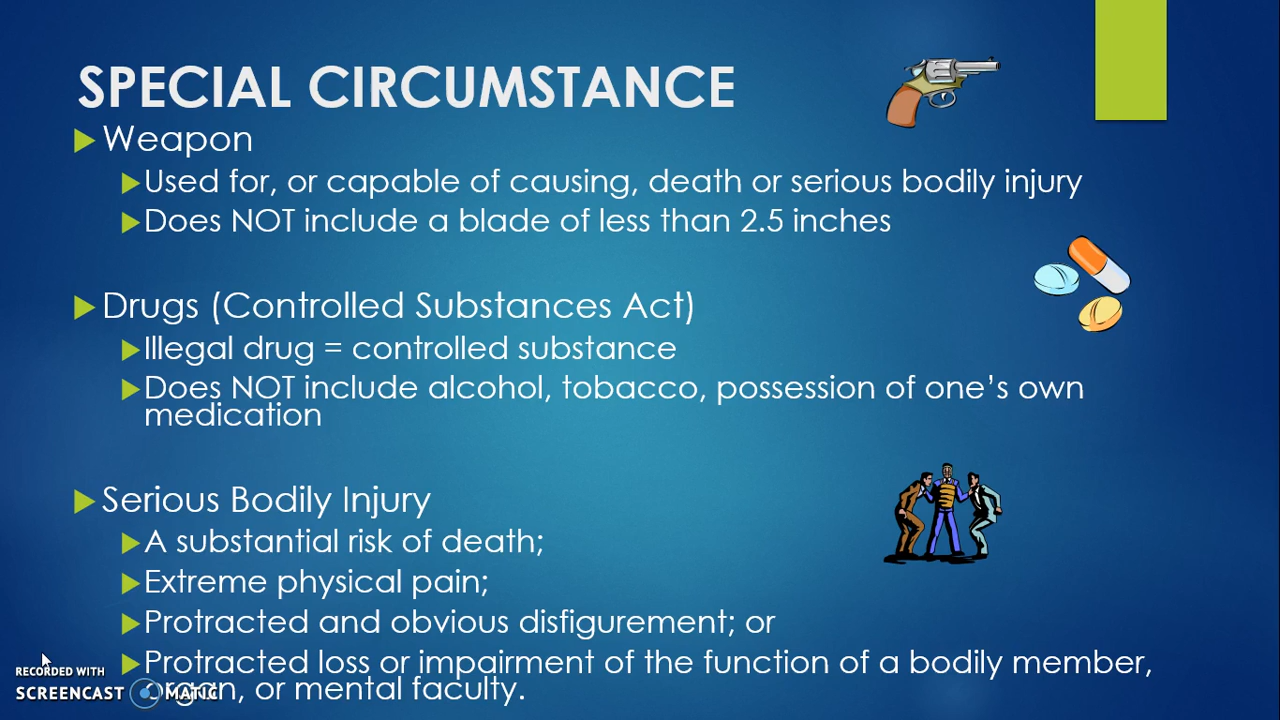 SPECIAL CIRCUMSTANCE
Weapon
Used for, or capable of causing, death or serious bodily injury
Does NOT include a blade of less than 2.5 inches
Drugs (Controlled Substances Act)
Illegal drug = controlled substance
Does NOT include alcohol, tobacco, possession of one's own
medication
Serious Bodily Injury
A substantial risk of death;
Extreme physical pain;
Protracted and obvious disfigurement; or
Protracted loss or impairment of the function of a bodily member,
organ, or mental faculty.
RECORDED WITH
SCREENCAST MATIC